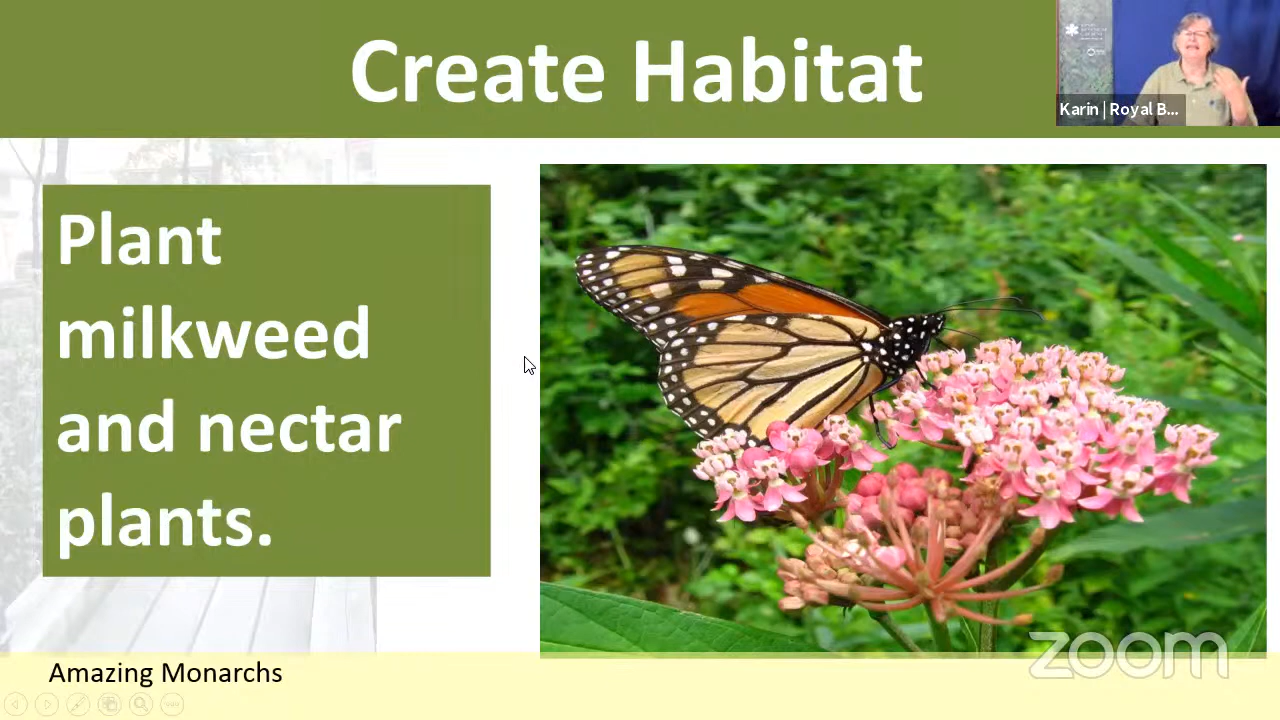 Create Habitat
Karin | Royal B...
Plant
milkweed
and nectar
plants.
zoom
Amazing Monarchs